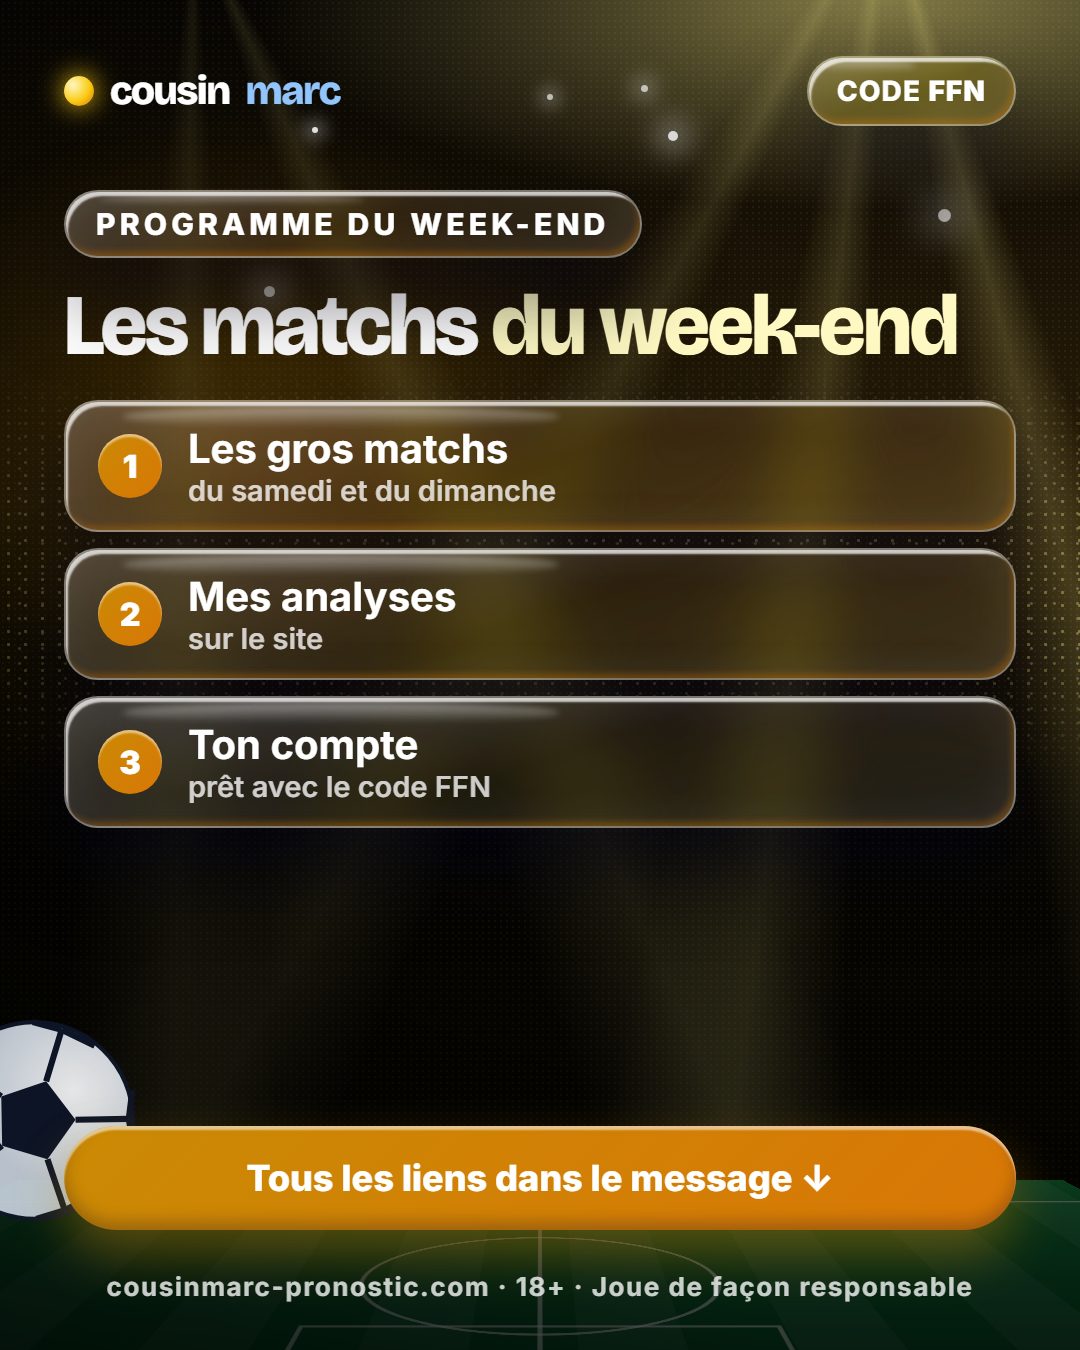 cousin marc
CODE FFN
PROGRAMME DU WEEK-END
Les matchs du week-end
1
Les gros matchs
du samedi et du dimanche
2
Mes analyses
sur le site
3
Ton compte
prêt avec le code FFN
Tous les liens dans le message ↓
cousinmarc-pronostic.com · 18+ · Joue de façon responsable